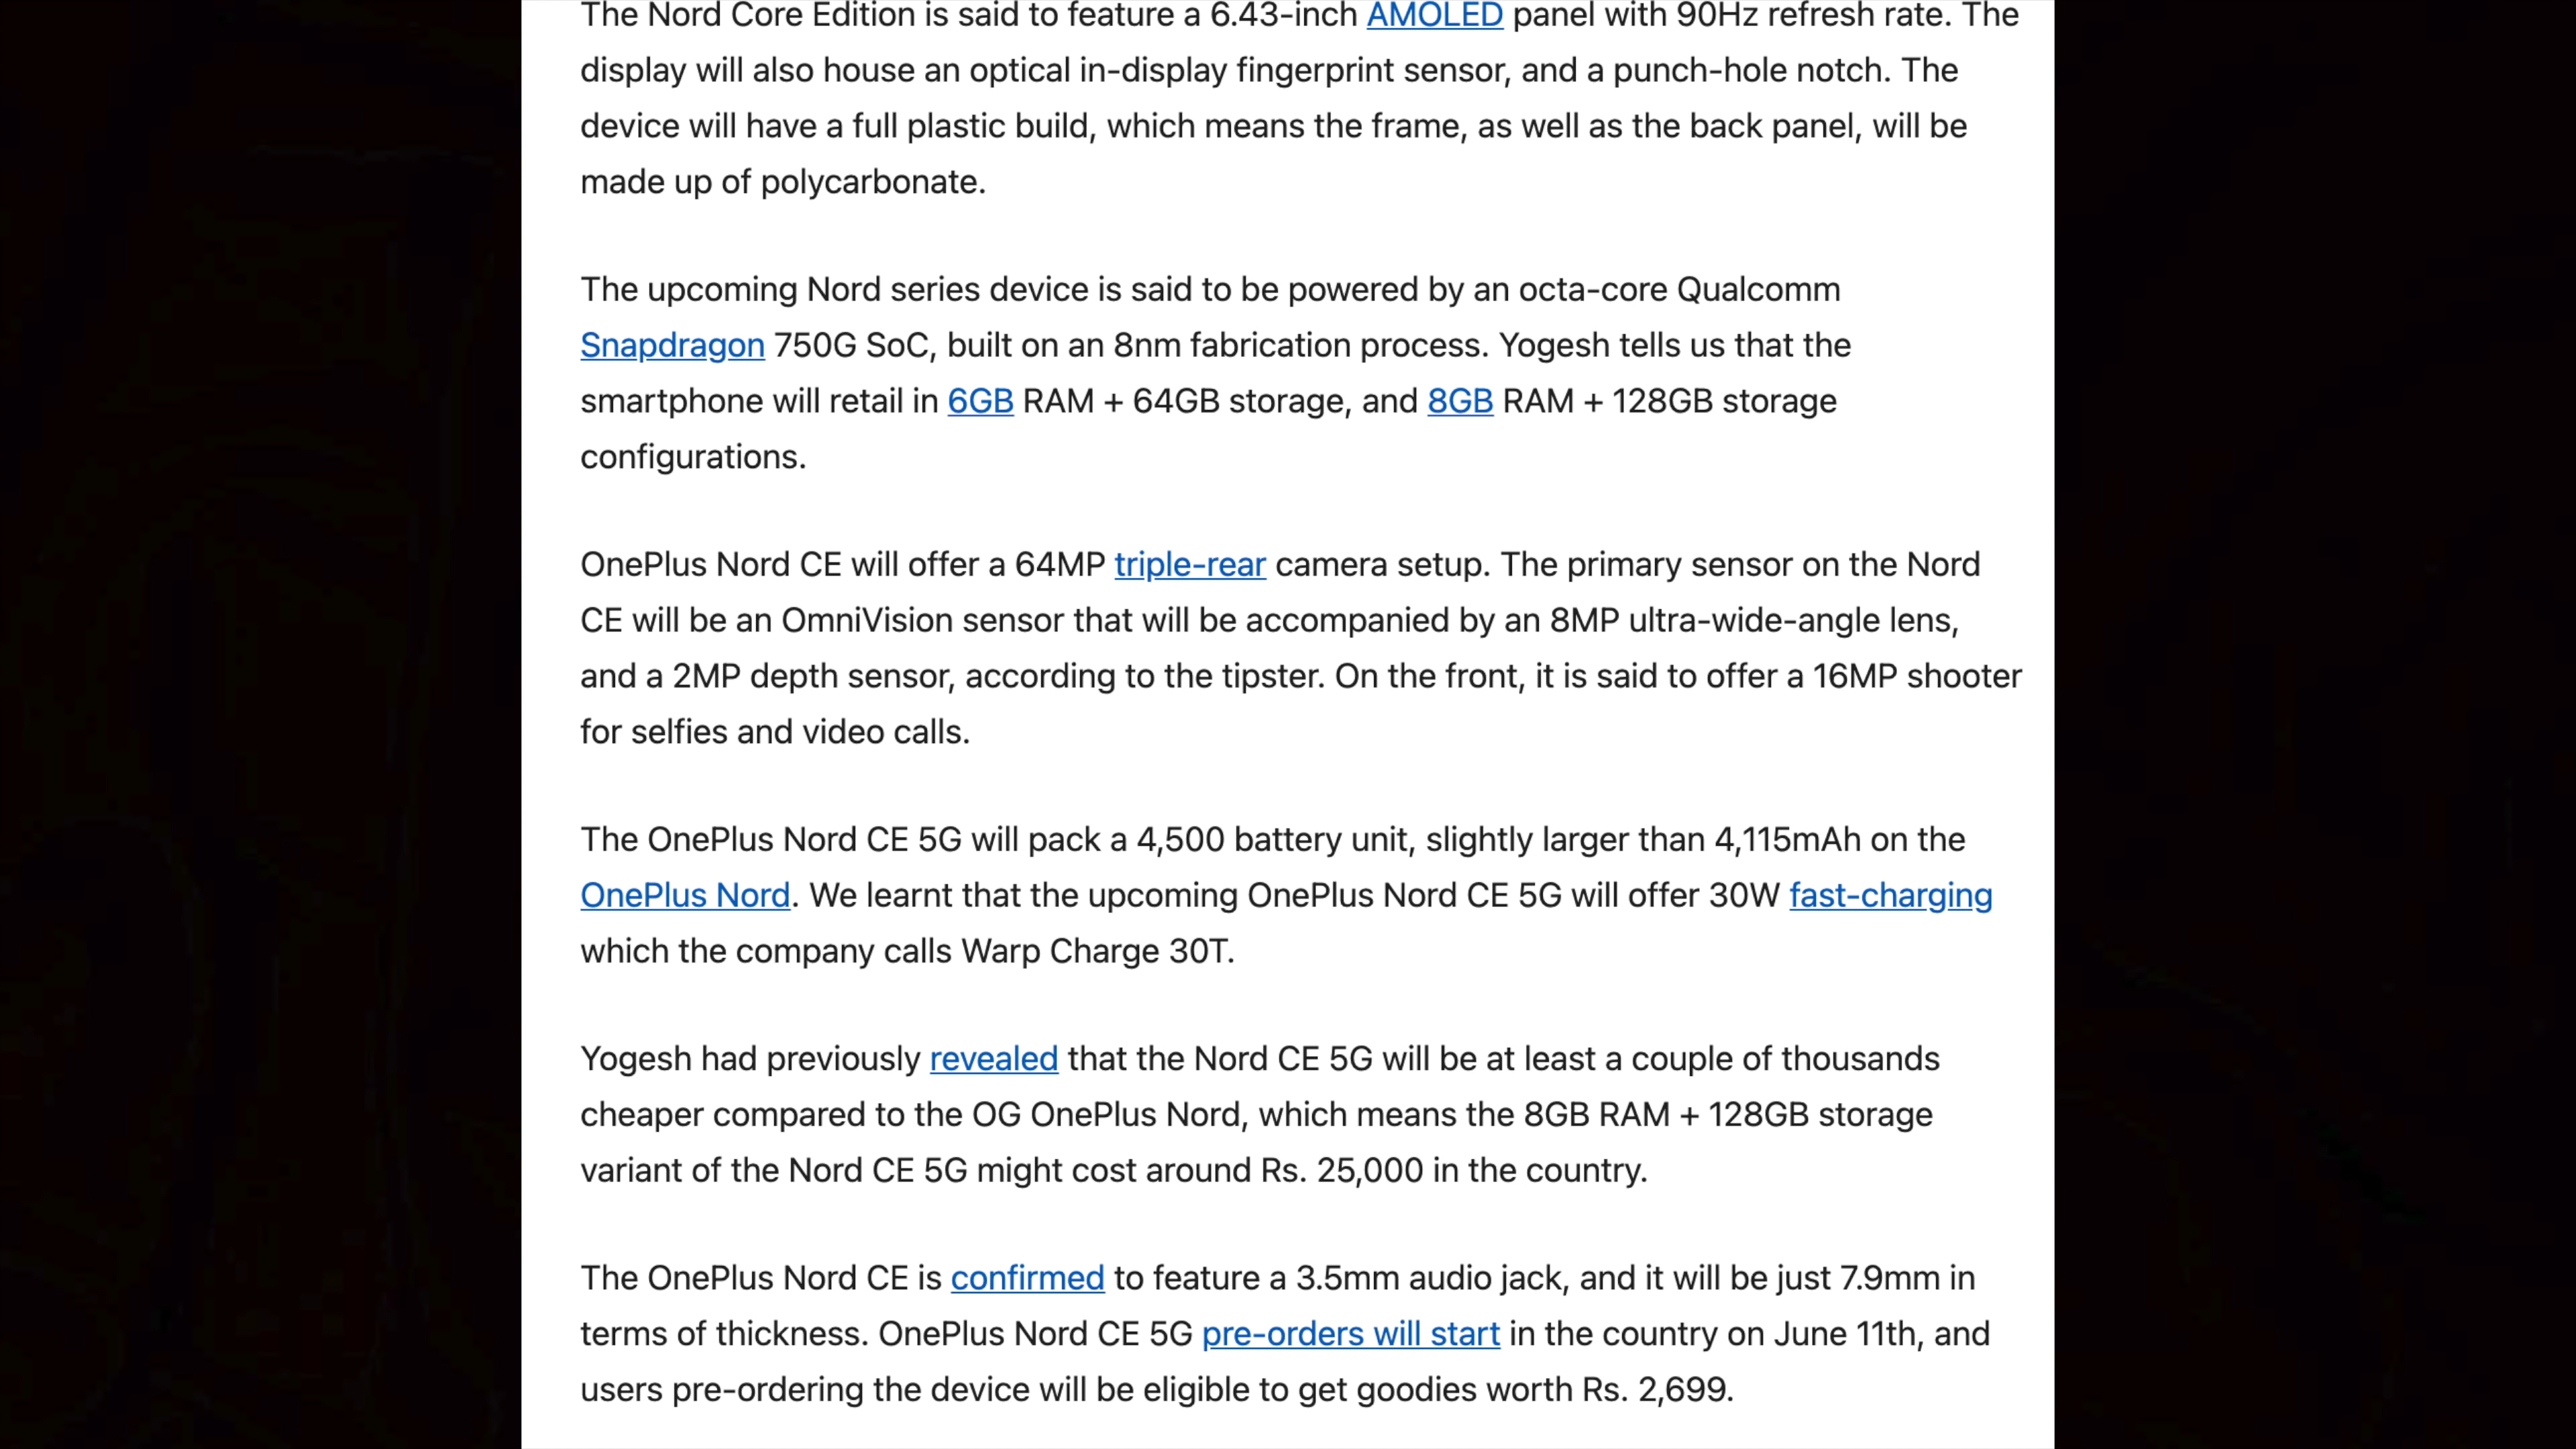 The Nord Core Edition is said to feature a 6.43-inch AMOLED panel with 90Hz refresh rate. The
display will also house an optical in-display fingerprint sensor, and a punch-hole notch. The
device will have a full plastic build, which means the frame, as well as the back panel, will be
made up of polycarbonate.
The upcoming Nord series device is said to be powered by an octa-core Qualcomm
Snapdragon 750G SoC, built on an 8nm fabrication process. Yogesh tells us that the
smartphone will retail in 6GB RAM + 64GB storage, and 8GB RAM + 128GB storage
configurations.
OnePlus Nord CE will offer a 64MP triple-rear camera setup. The primary sensor on the Nord
CE will be an OmniVision sensor that will be accompanied by an 8MP ultra-wide-angle lens,
and a 2MP depth sensor, according to the tipster. On the front, it is said to offer a 16MP shooter
for selfies and video calls.
The OnePlus Nord CE 5G will pack a 4,500 battery unit, slightly larger than 4,115mAh on the
OnePlus Nord. We learnt that the upcoming OnePlus Nord CE 5G will offer 30W fast-charging
which the company calls Warp Charge 30T.
Yogesh had previously revealed that the Nord CE 5G will be at least a couple of thousands
cheaper compared to the OG OnePlus Nord, which means the 8GB RAM + 128GB storage
variant of the Nord CE 5G might cost around Rs. 25,000 in the country.
The OnePlus Nord CE is confirmed to feature a 3.5mm audio jack, and it will be just 7.9mm in
terms of thickness. OnePlus Nord CE 5G pre-orders will start in the country on June 11th, and
users pre-ordering the device will be eligible to get goodies worth Rs. 2,699.